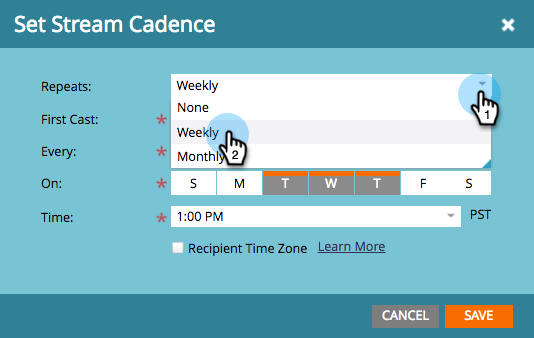 Set Stream Cadence
Repeats: Weekly
None
First Cast: Weekly
1
2
Every: Monthly
On: S M T W T F S
Time: 1:00 PM PST
Recipient Time Zone Learn More
CANCEL SAVE